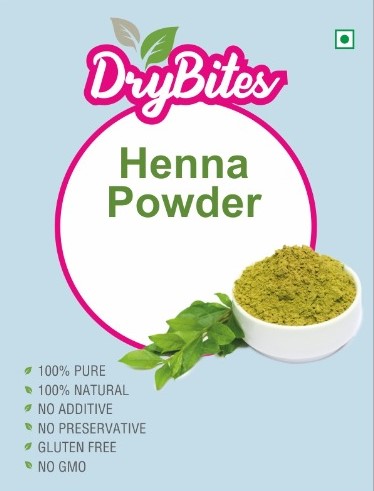 DryBites
Henna
Powder
100% PURE
100% NATURAL
NO ADDITIVE
NO PRESERVATIVE
GLUTEN FREE
NO GMO